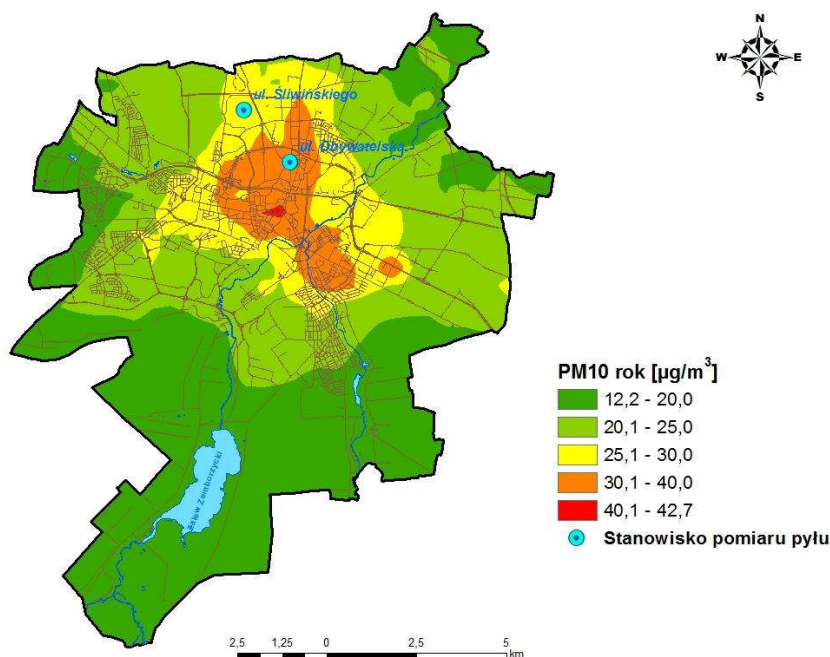 N
W E
S
ul. Śliwińskiego
ul. Obywatelska
Zalew Zemborzycki
PM10 rok [µg/m³]
12,2 - 20,0
20,1 - 25,0
25,1 - 30,0
30,1 - 40,0
40,1 - 42,7
Stanowisko pomiaru pyłu
2,5 1,25 0 2,5 5
km